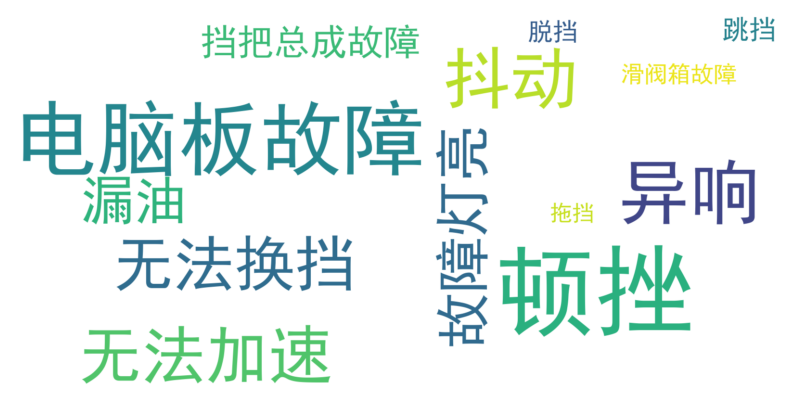 挡把总成故障
脱挡
跳挡
抖动
滑阀箱故障
电脑板故障
漏油
故障灯亮
异响
拖挡
无法换挡
顿挫
无法加速